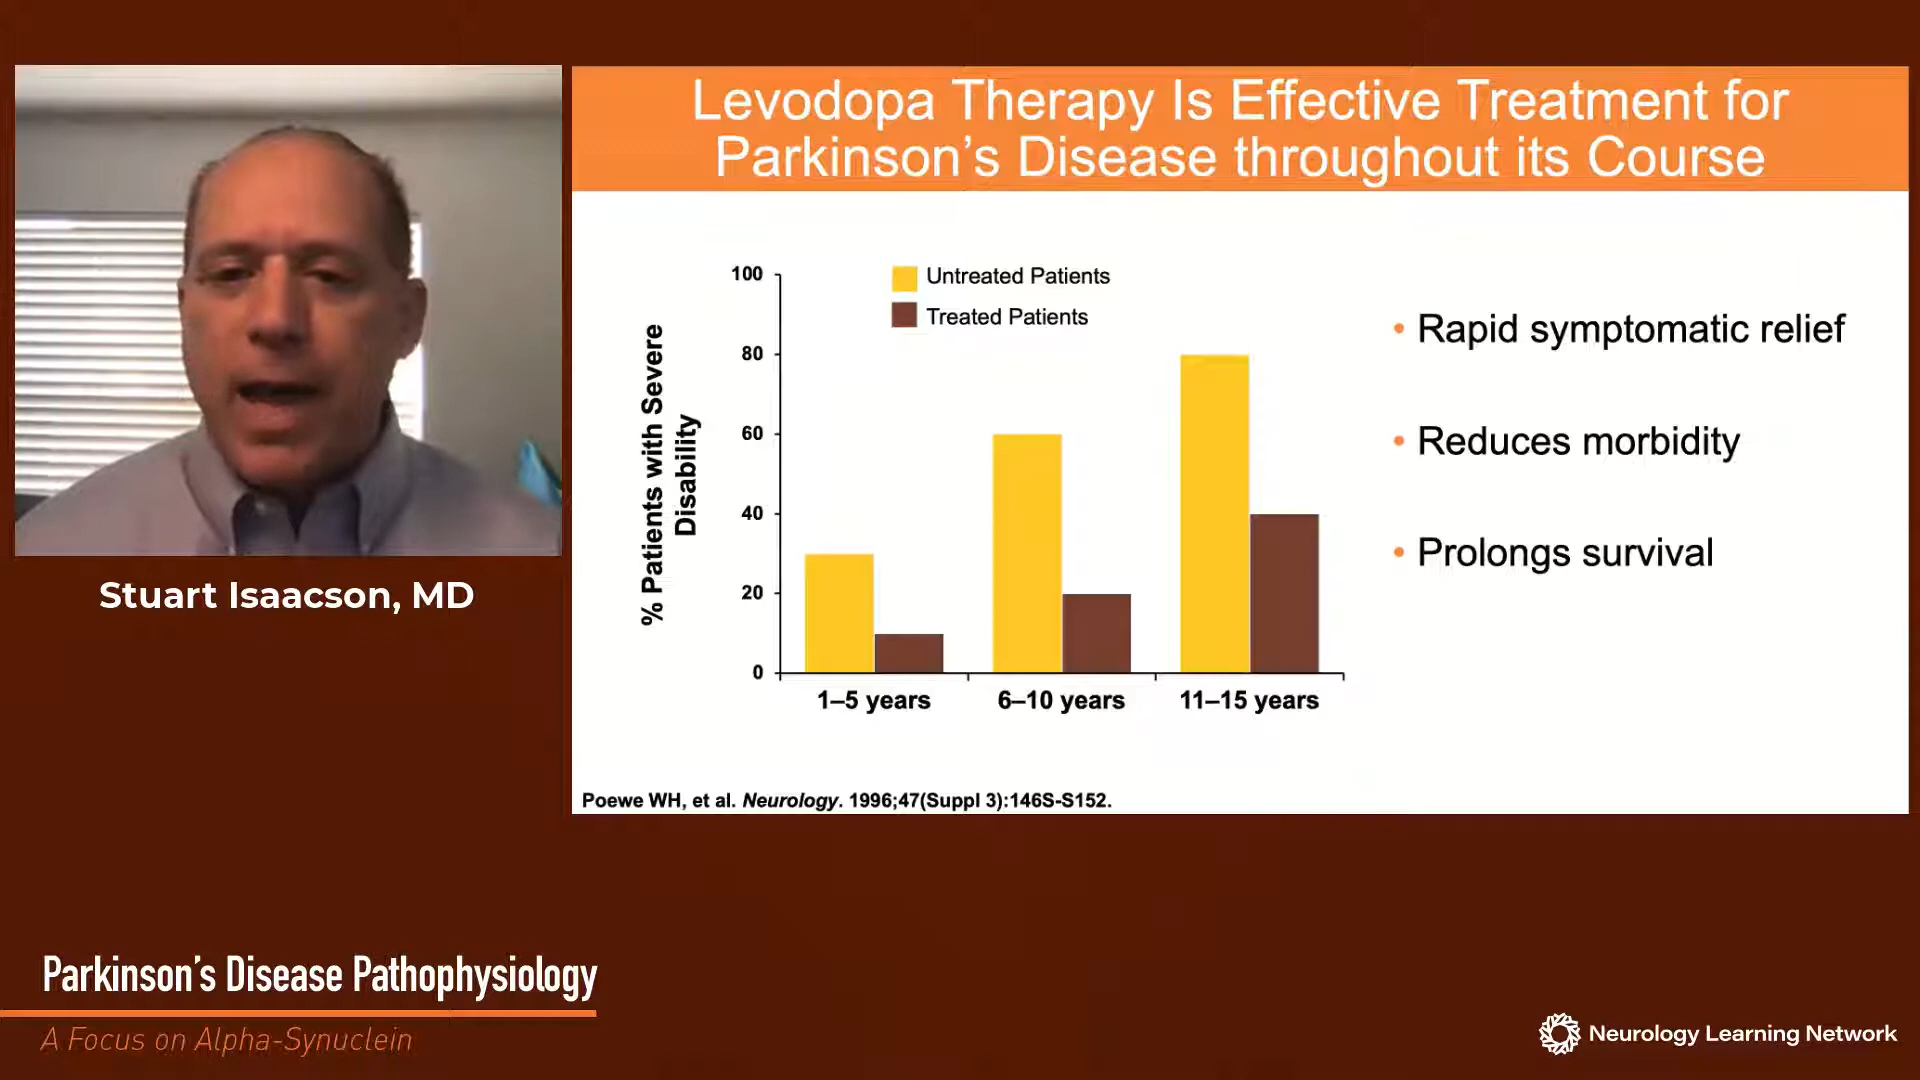 Levodopa Therapy Is Effective Treatment for
Parkinson's Disease throughout its Course
% Patients with Severe
Disability
100
80
60
40
20
0
Untreated Patients
Treated Patients
1–5 years
6–10 years
11–15 years
• Rapid symptomatic relief
• Reduces morbidity
• Prolongs survival
Poewe WH, et al. Neurology. 1996;47(Suppl 3):146S-S152.
Stuart Isaacson, MD
Parkinson's Disease Pathophysiology
A Focus on Alpha-Synuclein
Neurology Learning Network